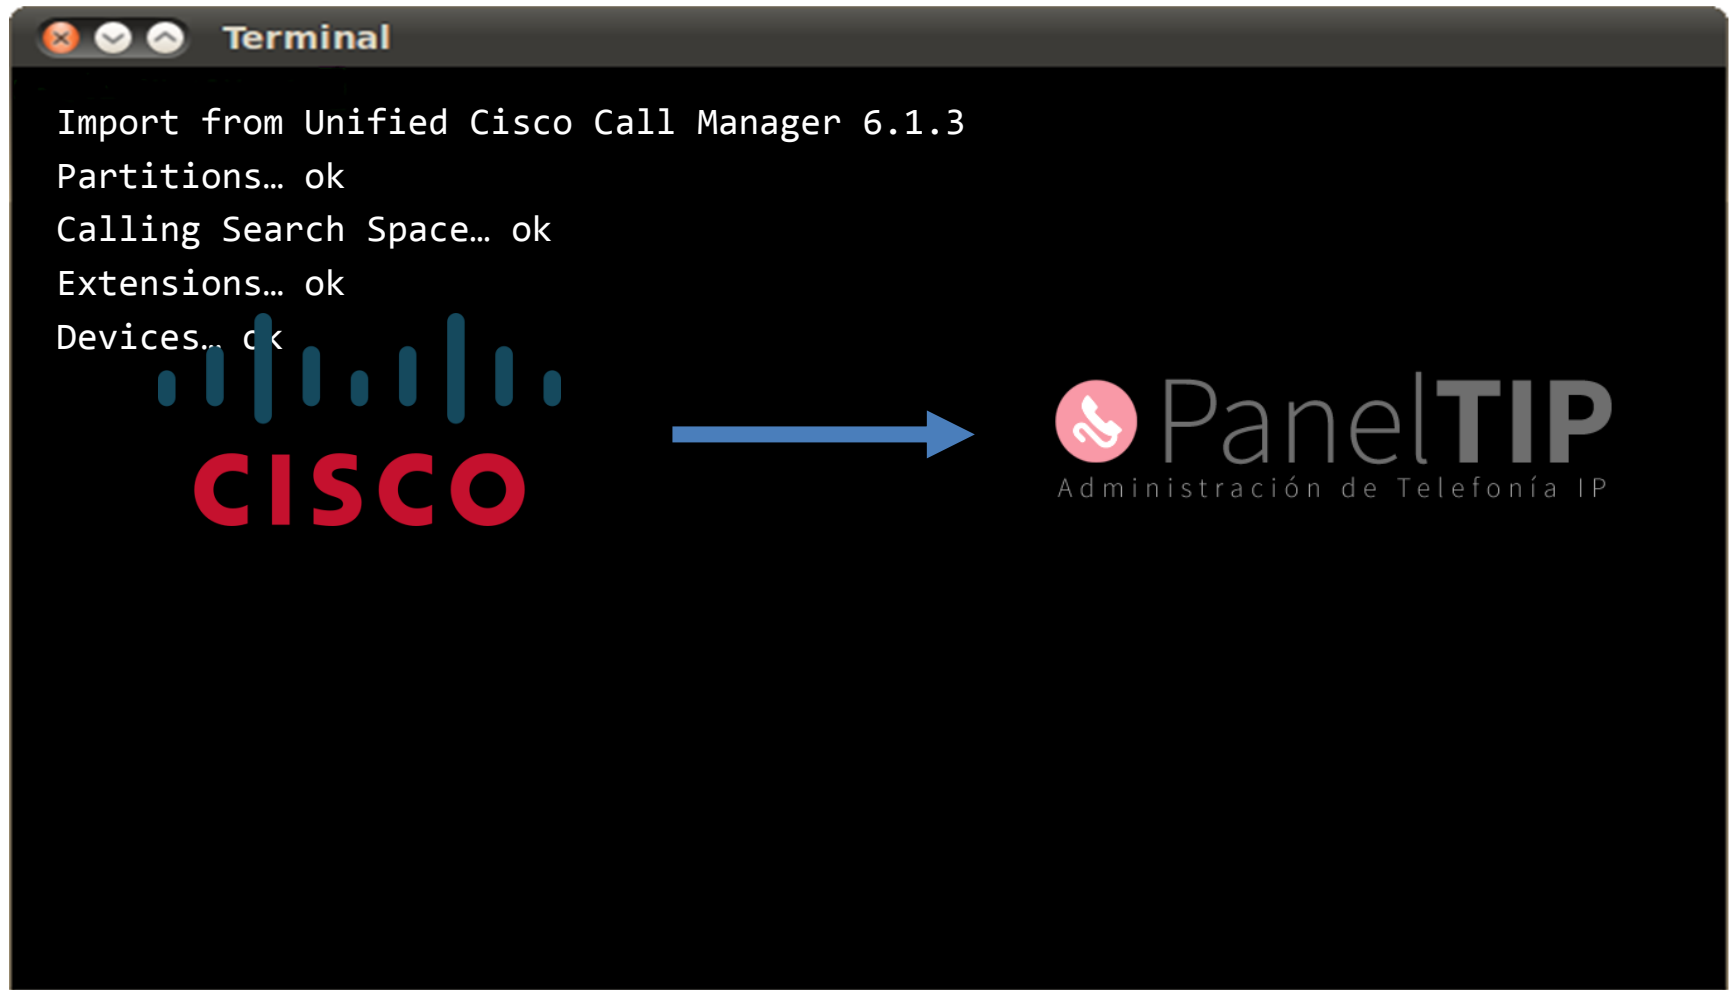 Terminal
Import from Unified Cisco Call Manager 6.1.3
Partitions… ok
Calling Search Space… ok
Extensions… ok
Devices… ok
CISCO
PanelTIP
Administración de Telefonía IP